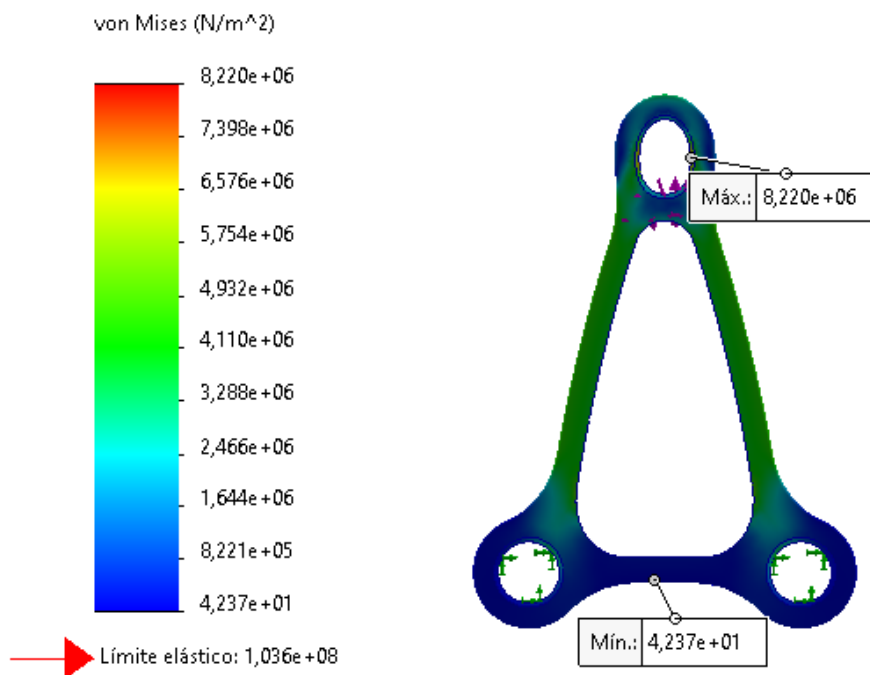 von Mises (N/m^2)
8,220e+06
7,398e+06
6,576e+06
5,754e+06
4,932e+06
4,110e+06
3,288e+06
2,466e+06
1,644e+06
8,221e+05
4,237e+01
Límite elástico: 1,036e+08
Máx.: 8,220e+06
Mín.: 4,237e+01